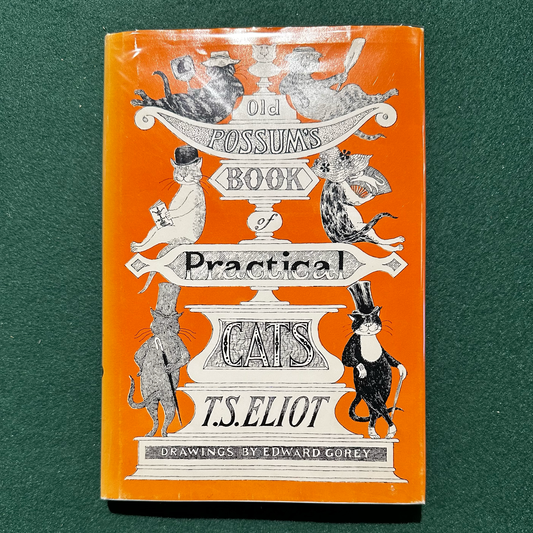 Old
POSSUM'S
BOOK
of
Practical
CATS
T.S. ELIOT
DRAWINGS BY EDWARD GOREY